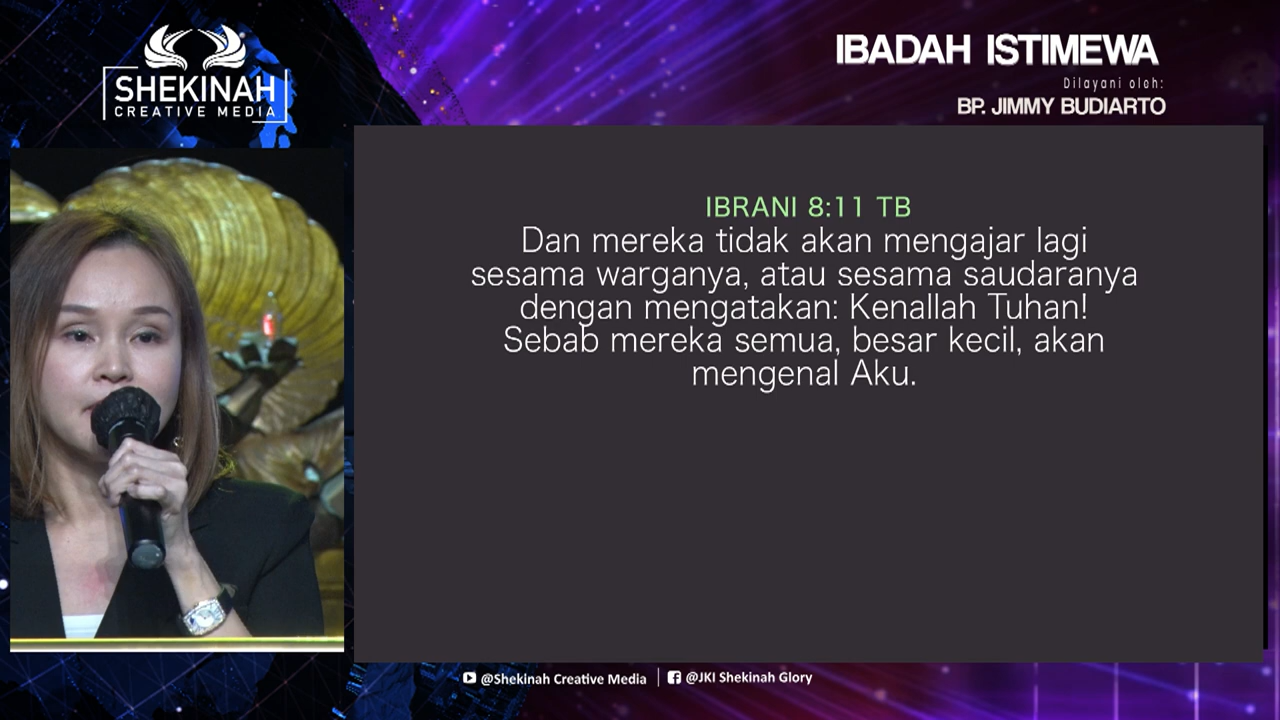 SHEKINAH
CREATIVE MEDIA
IBADAH ISTIMEWA
Dilayani oleh:
BP. JIMMY BUDIARTO
IBRANI 8:11 TB
Dan mereka tidak akan mengajar lagi
sesama warganya, atau sesama saudaranya
dengan mengatakan: Kenallah Tuhan!
Sebab mereka semua, besar kecil, akan
mengenal Aku.
@Shekinah Creative Media | @JKI Shekinah Glory